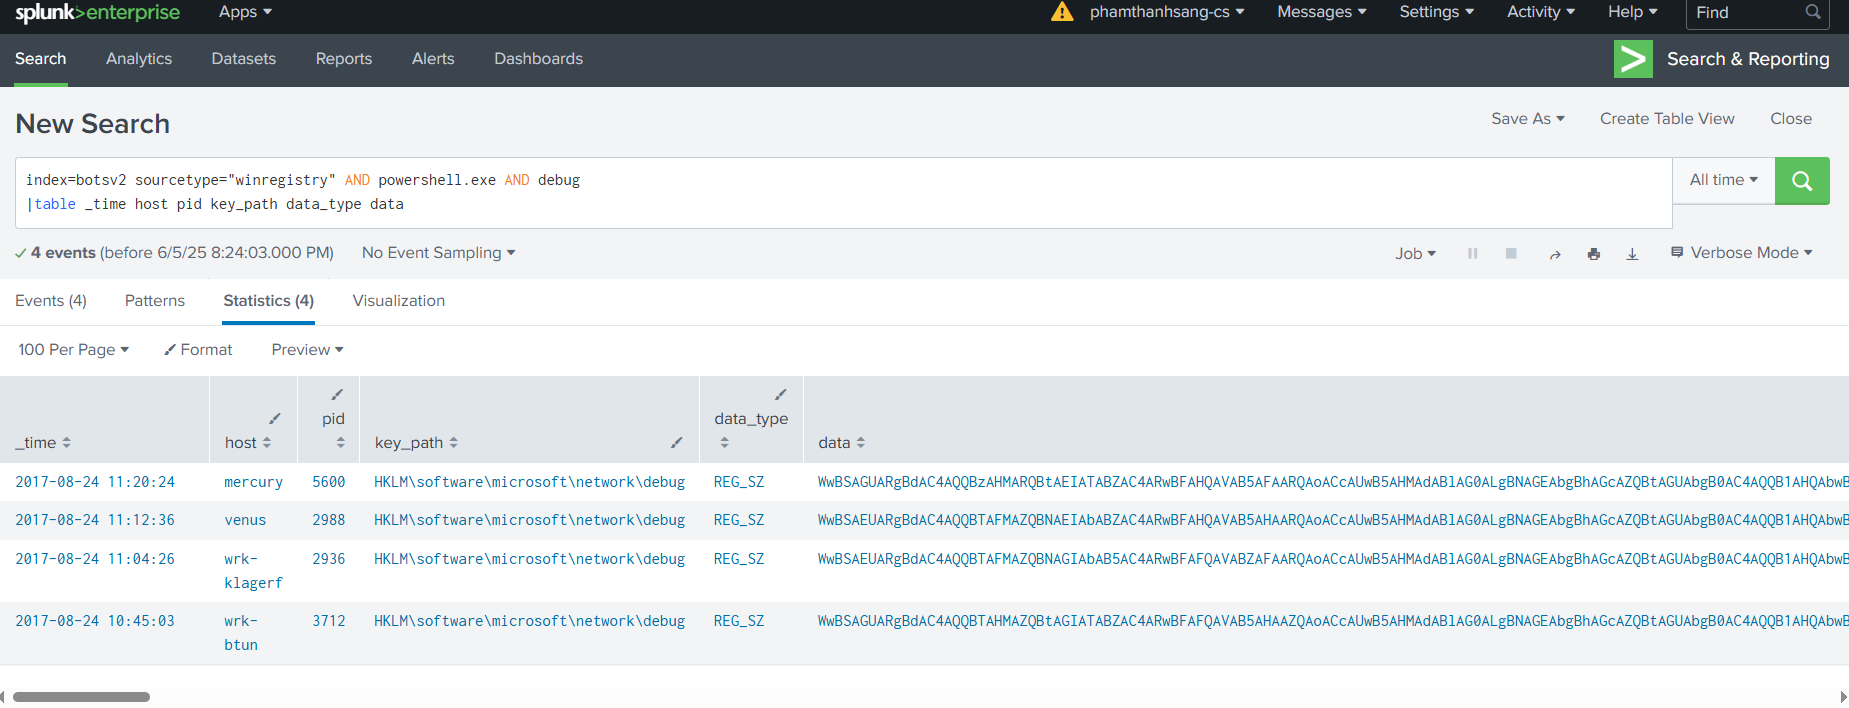 splunk>enterprise Apps phamthanhsang-cs Messages Settings Activity Help Find
Search Analytics Datasets Reports Alerts Dashboards Search & Reporting
New Search Save As Create Table View Close
index=botsv2 sourcetype="winregistry" AND powershell.exe AND debug
|table _time host pid key_path data_type data
All time
4 events (before 6/5/25 8:24:03.000 PM) No Event Sampling Job Verbose Mode
Events (4) Patterns Statistics (4) Visualization
100 Per Page Format Preview
_time host pid key_path data_type data
2017-08-24 11:20:24 mercury 5600 HKLM\software\microsoft\network\debug REG_SZ WwBSAGUARgBdAC4AQQBzAHMARQBtAEIATABZAC4ARwBFAHQAVAB5AFAARQAoACcAUwB5AHMAdABlAG0ALgBNAGEAbgBhAGcAZQBtAGUAbgB0AC4AQQB1AHQAbwB
2017-08-24 11:12:36 venus 2988 HKLM\software\microsoft\network\debug REG_SZ WwBSAEUARgBdAC4AQQBTAFMAZQBNAEIAbABZAC4ARwBFAHQAVAB5AHAARQAoACcAUwB5AHMAdABlAG0ALgBNAGEAbgBhAGcAZQBtAGUAbgB0AC4AQQB1AHQAbwB
2017-08-24 11:04:26 wrk- 2936 HKLM\software\microsoft\network\debug REG_SZ WwBSAEUARgBdAC4AQQBTAFMAZQBNAGIAbAB5AC4ARwBFAFQAVABZAFAARQAoACcAUwB5AHMAdABlAG0ALgBNAGEAbgBhAGcAZQBtAGUAbgB0AC4AQQB1AHQAbwB
klagerf
2017-08-24 10:45:03 wrk- 3712 HKLM\software\microsoft\network\debug REG_SZ WwBSAGUARgBdAC4AQQBTAHMAZQBtAGIATABZAC4ARwBFAFQAVAB5AHAAZQAoACcAUwB5AHMAdABlAG0ALgBNAGEAbgBhAGcAZQBtAGUAbgB0AC4AQQB1AHQAbwB
btun